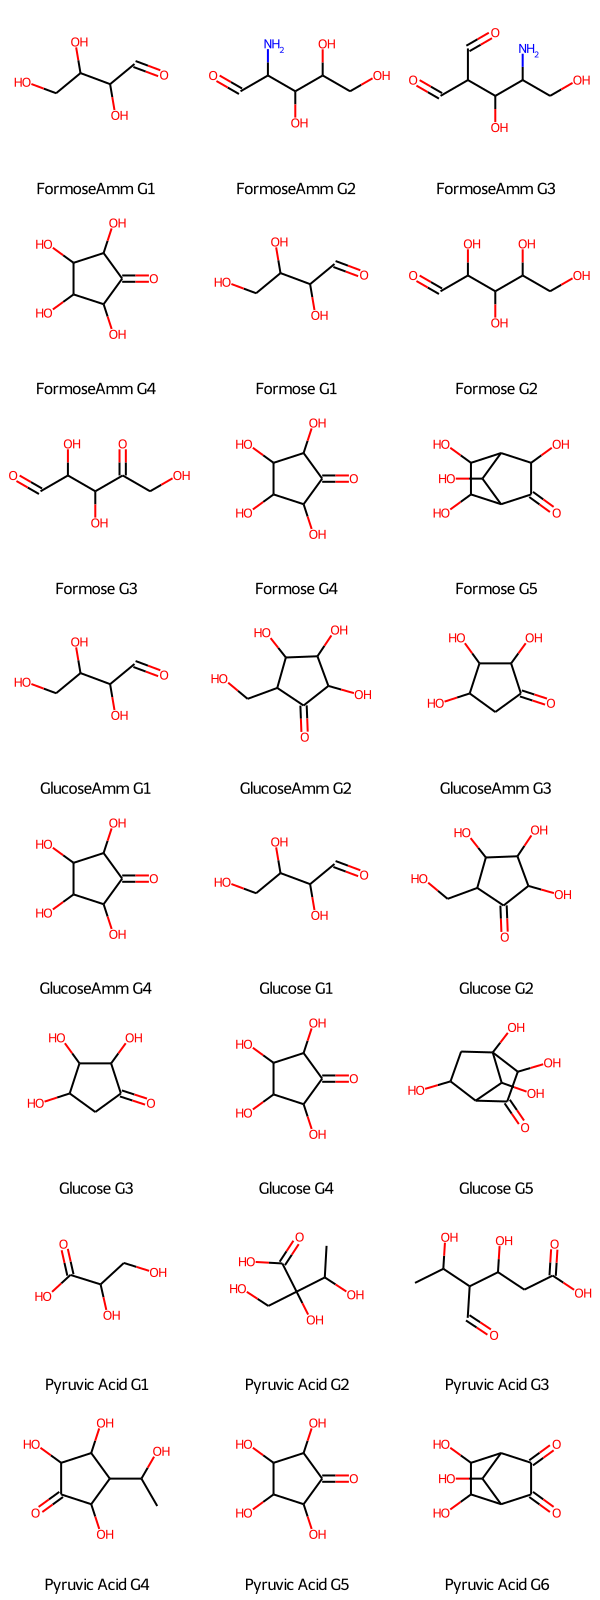 OH
HO
O
OH
FormoseAmm G1
NH2
OH
O
OH
OH
FormoseAmm G2
O
NH2
O
OH
OH
FormoseAmm G3
OH
HO
O
HO
OH
FormoseAmm G4
OH
O
HO
OH
Formose G1
OH
OH
O
OH
OH
Formose G2
OH
O
O
OH
OH
Formose G3
OH
HO
O
HO
OH
Formose G4
HO
OH
HO
HO
O
Formose G5
OH
HO
O
OH
GlucoseAmm G1
HO
OH
HO
OH
O
GlucoseAmm G2
HO
OH
HO
O
GlucoseAmm G3
OH
HO
O
HO
OH
GlucoseAmm G4
OH
O
HO
OH
Glucose G1
HO
OH
HO
OH
O
Glucose G2
HO
OH
HO
O
Glucose G3
OH
HO
O
HO
OH
Glucose G4
OH
OH
HO
OH
O
Glucose G5
O
OH
HO
OH
Pyruvic Acid G1
O
HO
HO
OH
OH
Pyruvic Acid G2
OH
OH
O
OH
O
Pyruvic Acid G3
OH
HO
OH
O
OH
Pyruvic Acid G4
OH
HO
O
HO
OH
Pyruvic Acid G5
HO
O
HO
HO
O
Pyruvic Acid G6